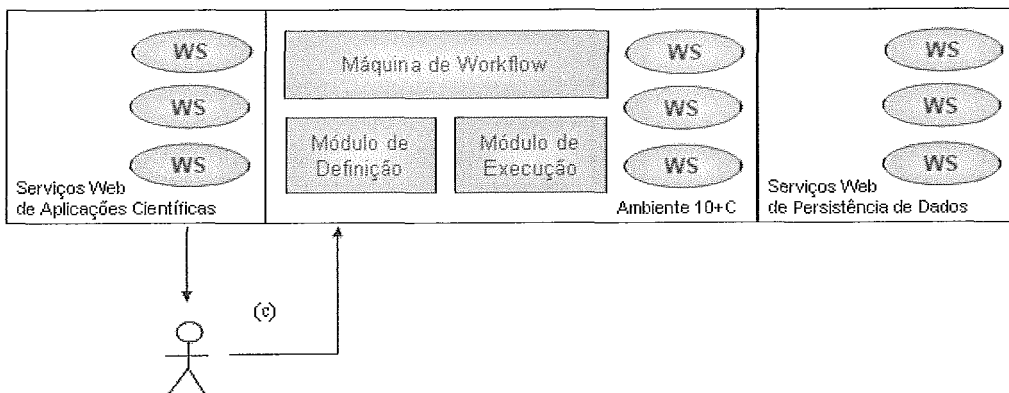 WS
WS
WS
Serviços Web
de Aplicações Científicas
Máquina de Workflow
Módulo de
Definição
Módulo de
Execução
WS
WS
WS
Ambiente 10+C
WS
WS
WS
Serviços Web
de Persistência de Dados
(c)